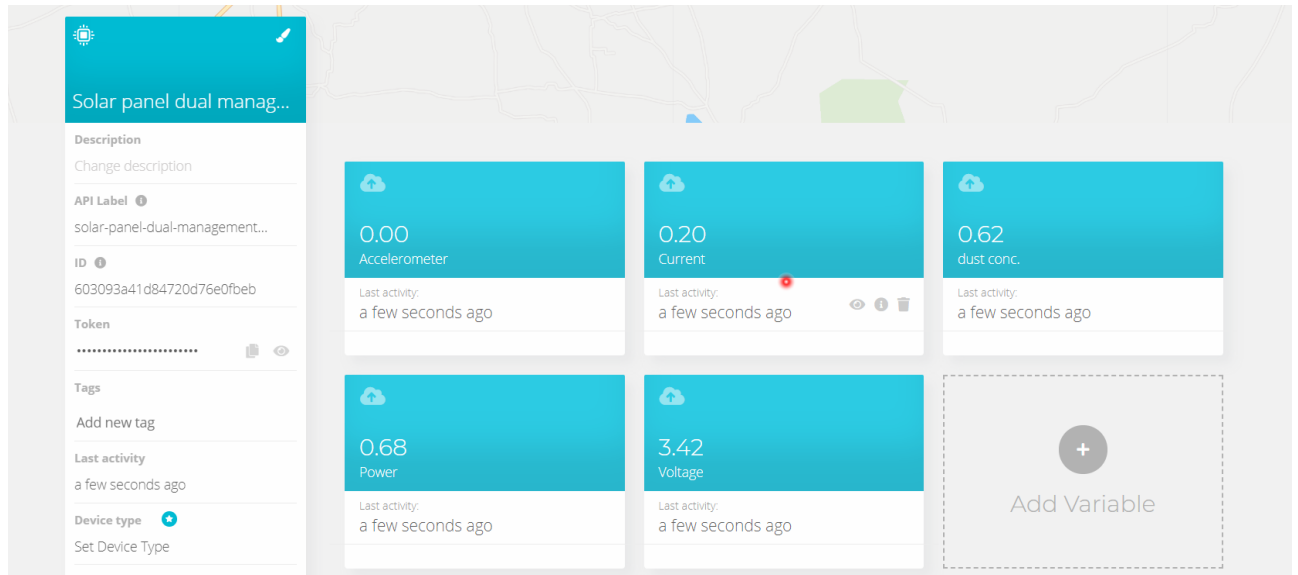 Solar panel dual manag...
Description
Change description
API Label
solar-panel-dual-management...
ID
603093a41d84720d76e0fbeb
Token
••••••••••••••••••••••••
Tags
Add new tag
Last activity
a few seconds ago
Device type
Set Device Type
0.00
Accelerometer
Last activity:
a few seconds ago
0.20
Current
Last activity:
a few seconds ago
0.62
dust conc.
Last activity:
a few seconds ago
0.68
Power
Last activity:
a few seconds ago
3.42
Voltage
Last activity:
a few seconds ago
Add Variable